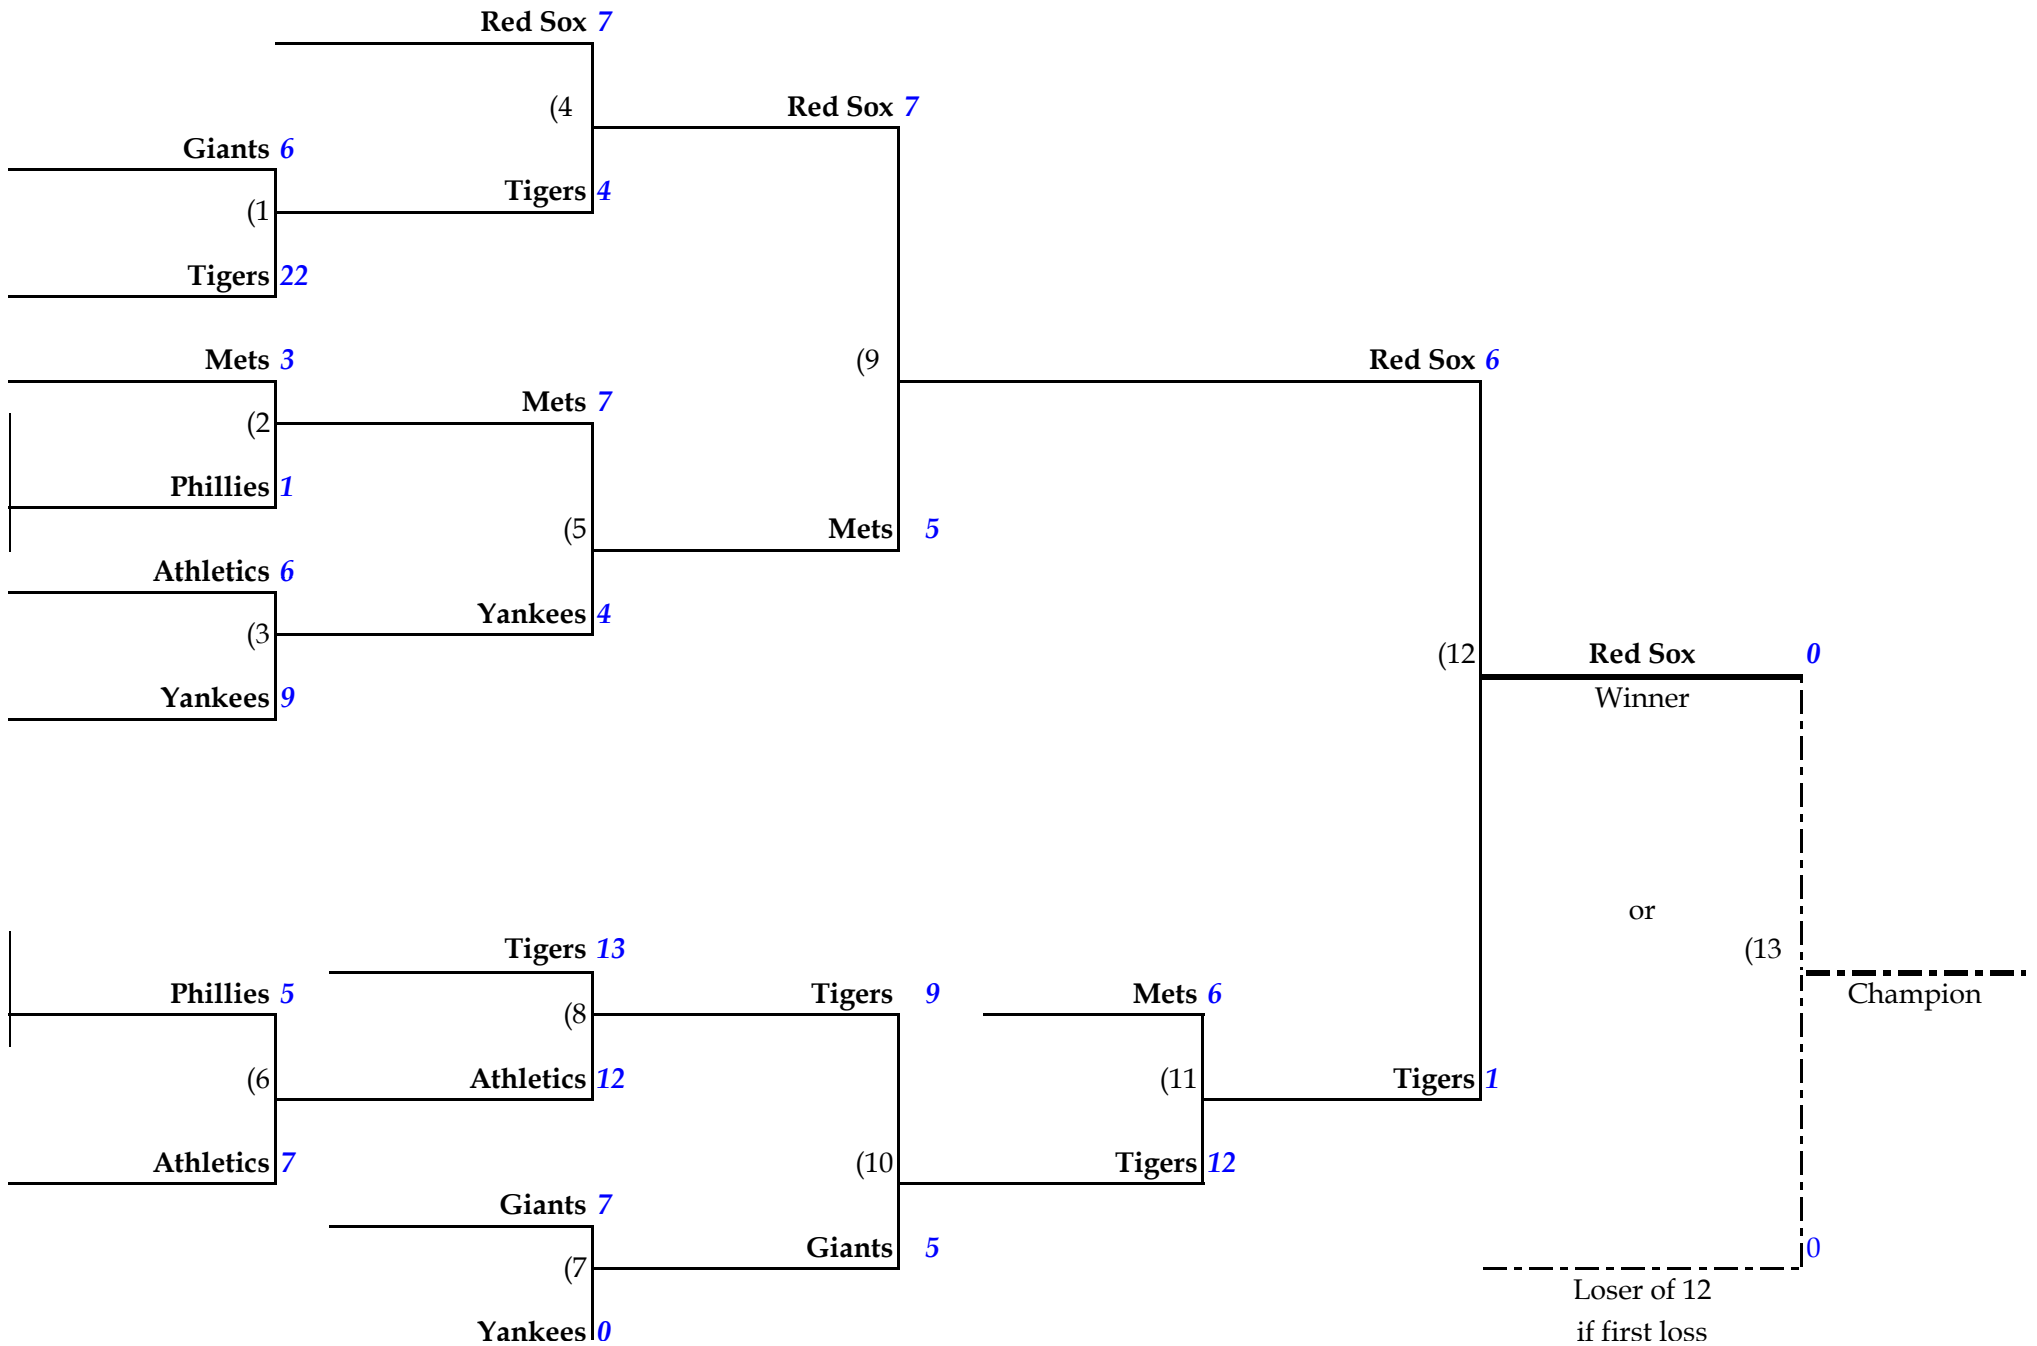 Red Sox 7
(4
Red Sox 7
Giants 6
Tigers 4
(1
Tigers 22
Mets 3
(9
Red Sox 6
Mets 7
(2
Phillies 1
(5
Mets 5
Athletics 6
Yankees 4
(3
(12
Red Sox 0
Yankees 9
Winner
or
Tigers 13
(13
Phillies 5
Tigers 9
Mets 6
Champion
(8
(6
Athletics 12
(11
Tigers 1
Athletics 7
(10
Tigers 12
Giants 7
Giants 5
0
(7
Loser of 12
Yankees 0
if first loss